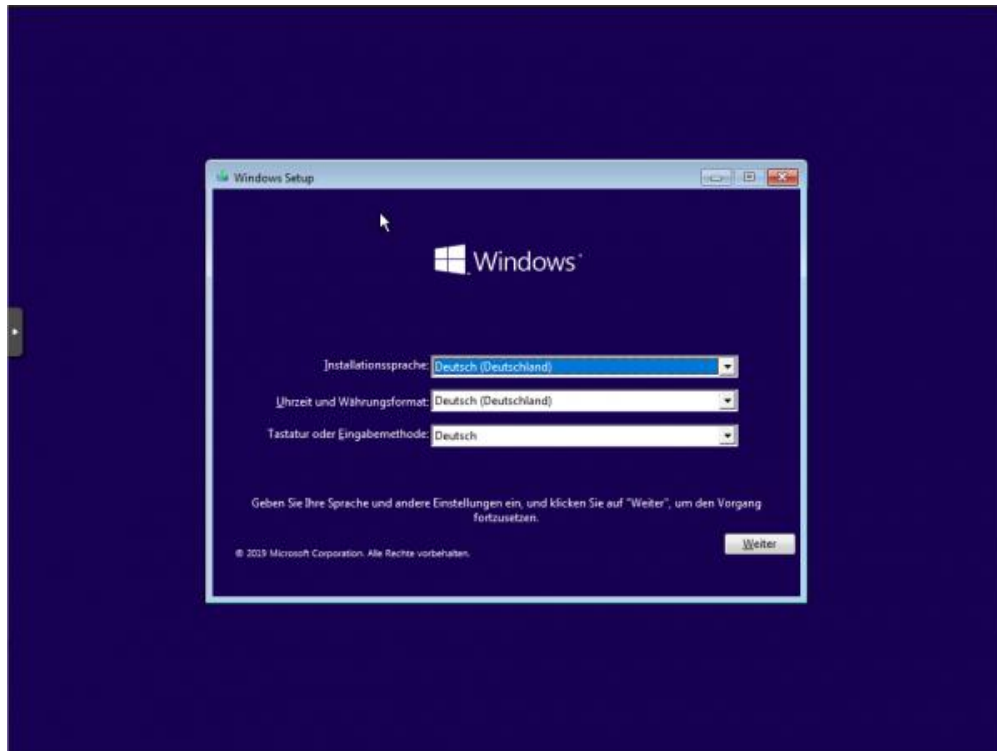 Windows Setup
Windows
Installationssprache: Deutsch (Deutschland)
Uhrzeit und Währungsformat: Deutsch (Deutschland)
Tastatur oder Eingabemethode: Deutsch
Geben Sie Ihre Sprache und andere Einstellungen ein, und klicken Sie auf "Weiter", um den Vorgang
fortzusetzen.
Weiter
© 2019 Microsoft Corporation. Alle Rechte vorbehalten.